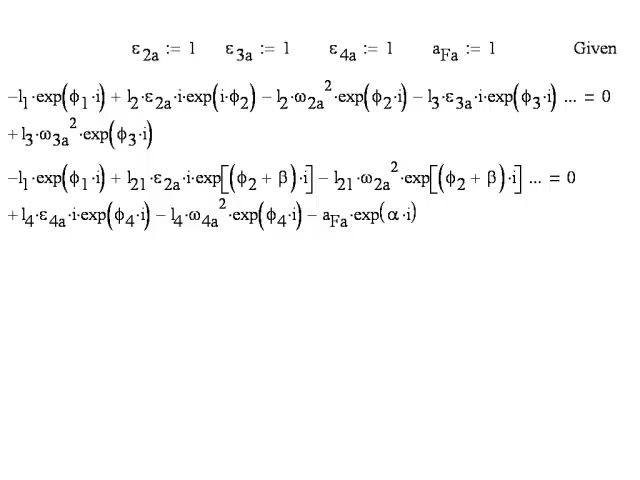 ε2a := 1 ε3a := 1 ε4a := 1 aFa := 1 Given
−l1·exp(ϕ1·i) + l2·ε2a·i·exp(i·ϕ2) − l2·ω2a²·exp(ϕ2·i) − l3·ε3a·i·exp(ϕ3·i) ... = 0
+ l3·ω3a²·exp(ϕ3·i)
−l1·exp(ϕ1·i) + l21·ε2a·i·exp[(ϕ2 + β)·i] − l21·ω2a²·exp[(ϕ2 + β)·i] ... = 0
+ l4·ε4a·i·exp(ϕ4·i) − l4·ω4a²·exp(ϕ4·i) − aFa·exp(α·i)